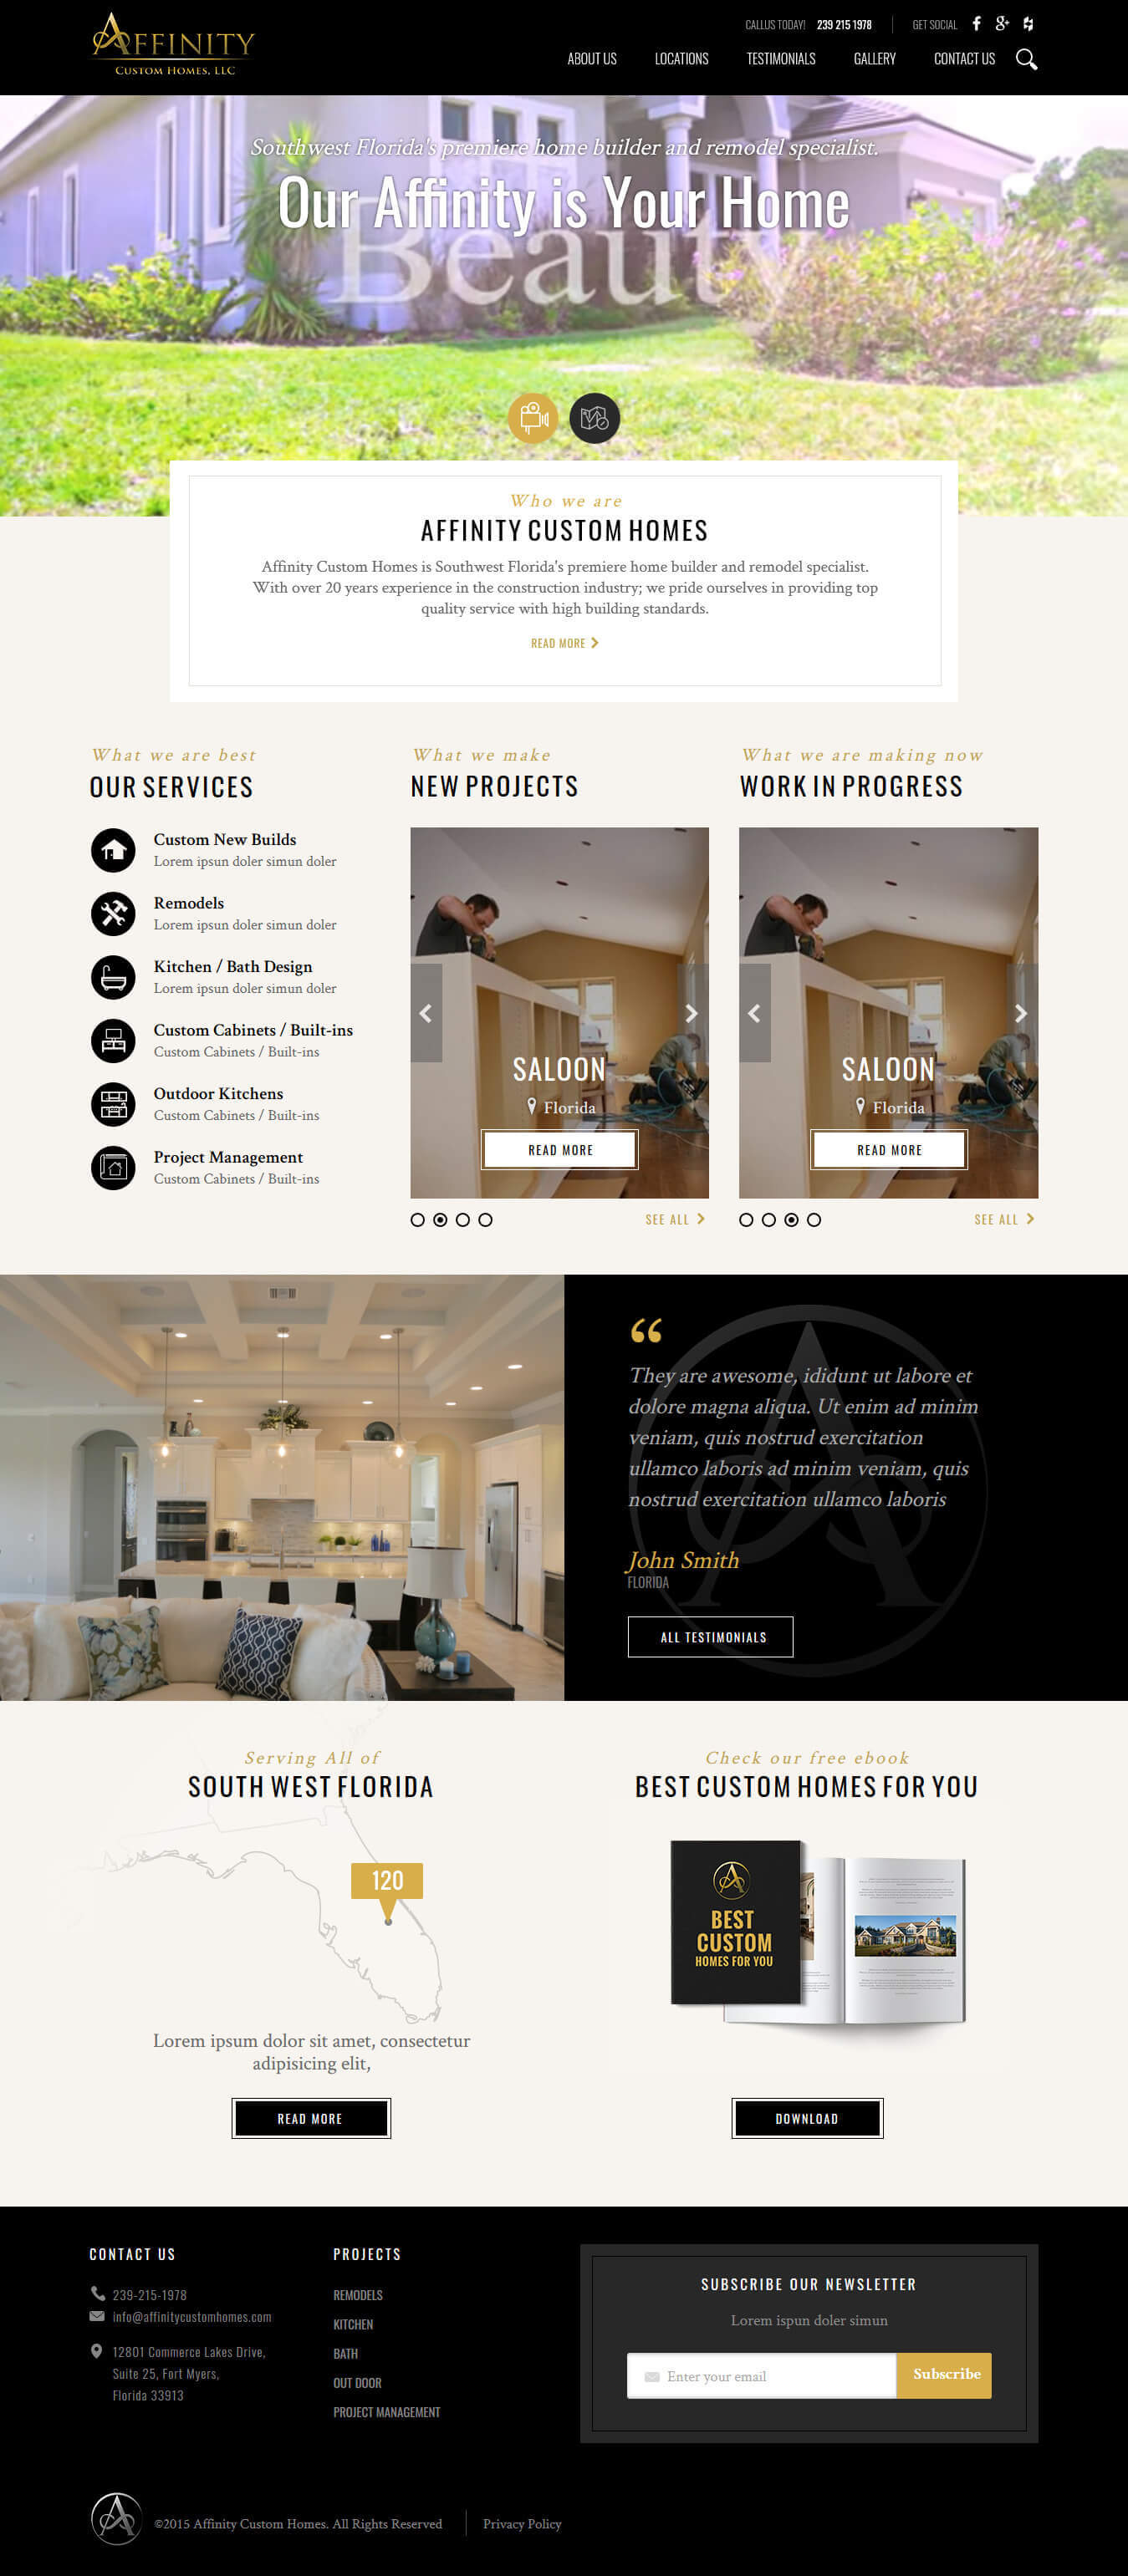 AFFINITY
CUSTOM HOMES, LLC
CALLUS TODAY! 239 215 1978
GET SOCIAL
ABOUT US
LOCATIONS
TESTIMONIALS
GALLERY
CONTACT US
Southwest Florida's premiere home builder and remodel specialist.
Our Affinity is Your Home
Beauty
Who we are
AFFINITY CUSTOM HOMES
Affinity Custom Homes is Southwest Florida's premiere home builder and remodel specialist.
With over 20 years experience in the construction industry; we pride ourselves in providing top
quality service with high building standards.
READ MORE
What we are best
OUR SERVICES
Custom New Builds
Lorem ipsun doler simun doler
Remodels
Lorem ipsun doler simun doler
Kitchen / Bath Design
Lorem ipsun doler simun doler
Custom Cabinets / Built-ins
Custom Cabinets / Built-ins
Outdoor Kitchens
Custom Cabinets / Built-ins
Project Management
Custom Cabinets / Built-ins
What we make
NEW PROJECTS
SALOON
Florida
READ MORE
SEE ALL
What we are making now
WORK IN PROGRESS
SALOON
Florida
READ MORE
SEE ALL
“
They are awesome, ididunt ut labore et
dolore magna aliqua. Ut enim ad minim
veniam, quis nostrud exercitation
ullamco laboris ad minim veniam, quis
nostrud exercitation ullamco laboris
John Smith
FLORIDA
ALL TESTIMONIALS
Serving All of
SOUTH WEST FLORIDA
120
Lorem ipsum dolor sit amet, consectetur
adipisicing elit,
READ MORE
Check our free ebook
BEST CUSTOM HOMES FOR YOU
BEST
CUSTOM
HOMES FOR YOU
DOWNLOAD
CONTACT US
239-215-1978
info@affinitycustomhomes.com
12801 Commerce Lakes Drive,
Suite 25, Fort Myers,
Florida 33913
PROJECTS
REMODELS
KITCHEN
BATH
OUT DOOR
PROJECT MANAGEMENT
SUBSCRIBE OUR NEWSLETTER
Lorem ispun doler simun
Enter your email
Subscribe
©2015 Affinity Custom Homes. All Rights Reserved
Privacy Policy